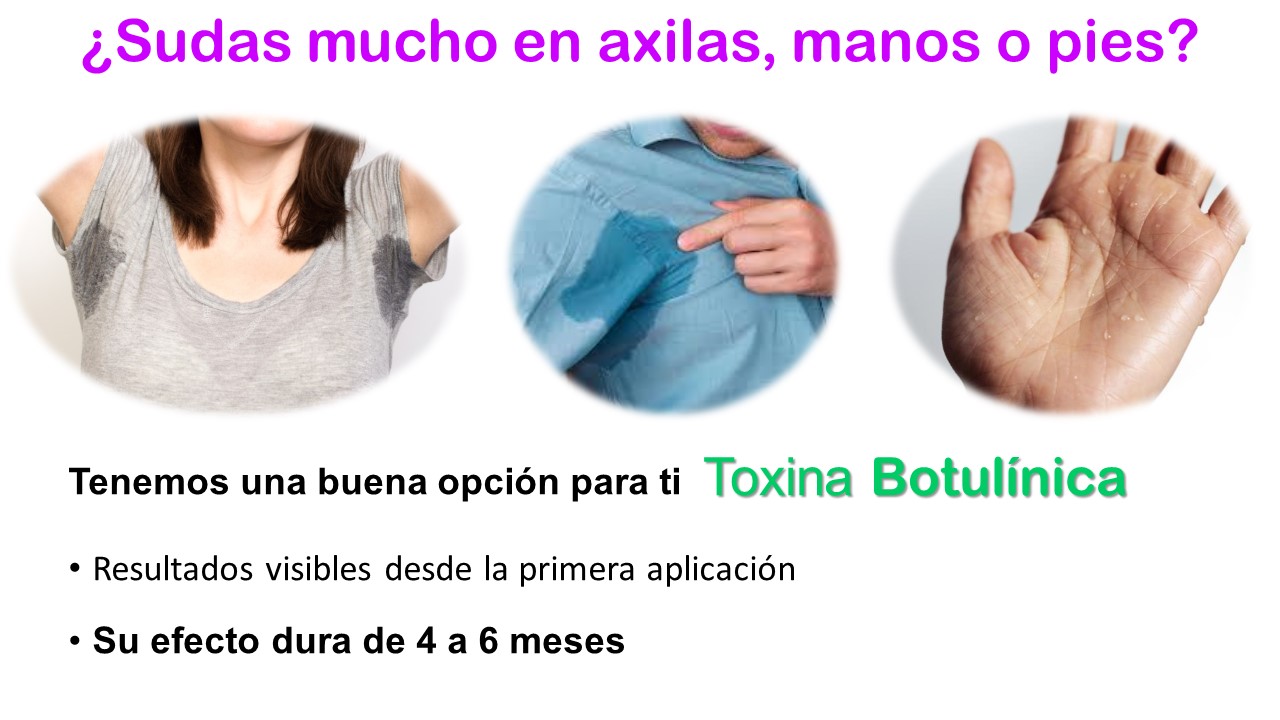 ¿Sudas mucho en axilas, manos o pies?
Tenemos una buena opción para ti Toxina Botulínica
• Resultados visibles desde la primera aplicación
• Su efecto dura de 4 a 6 meses